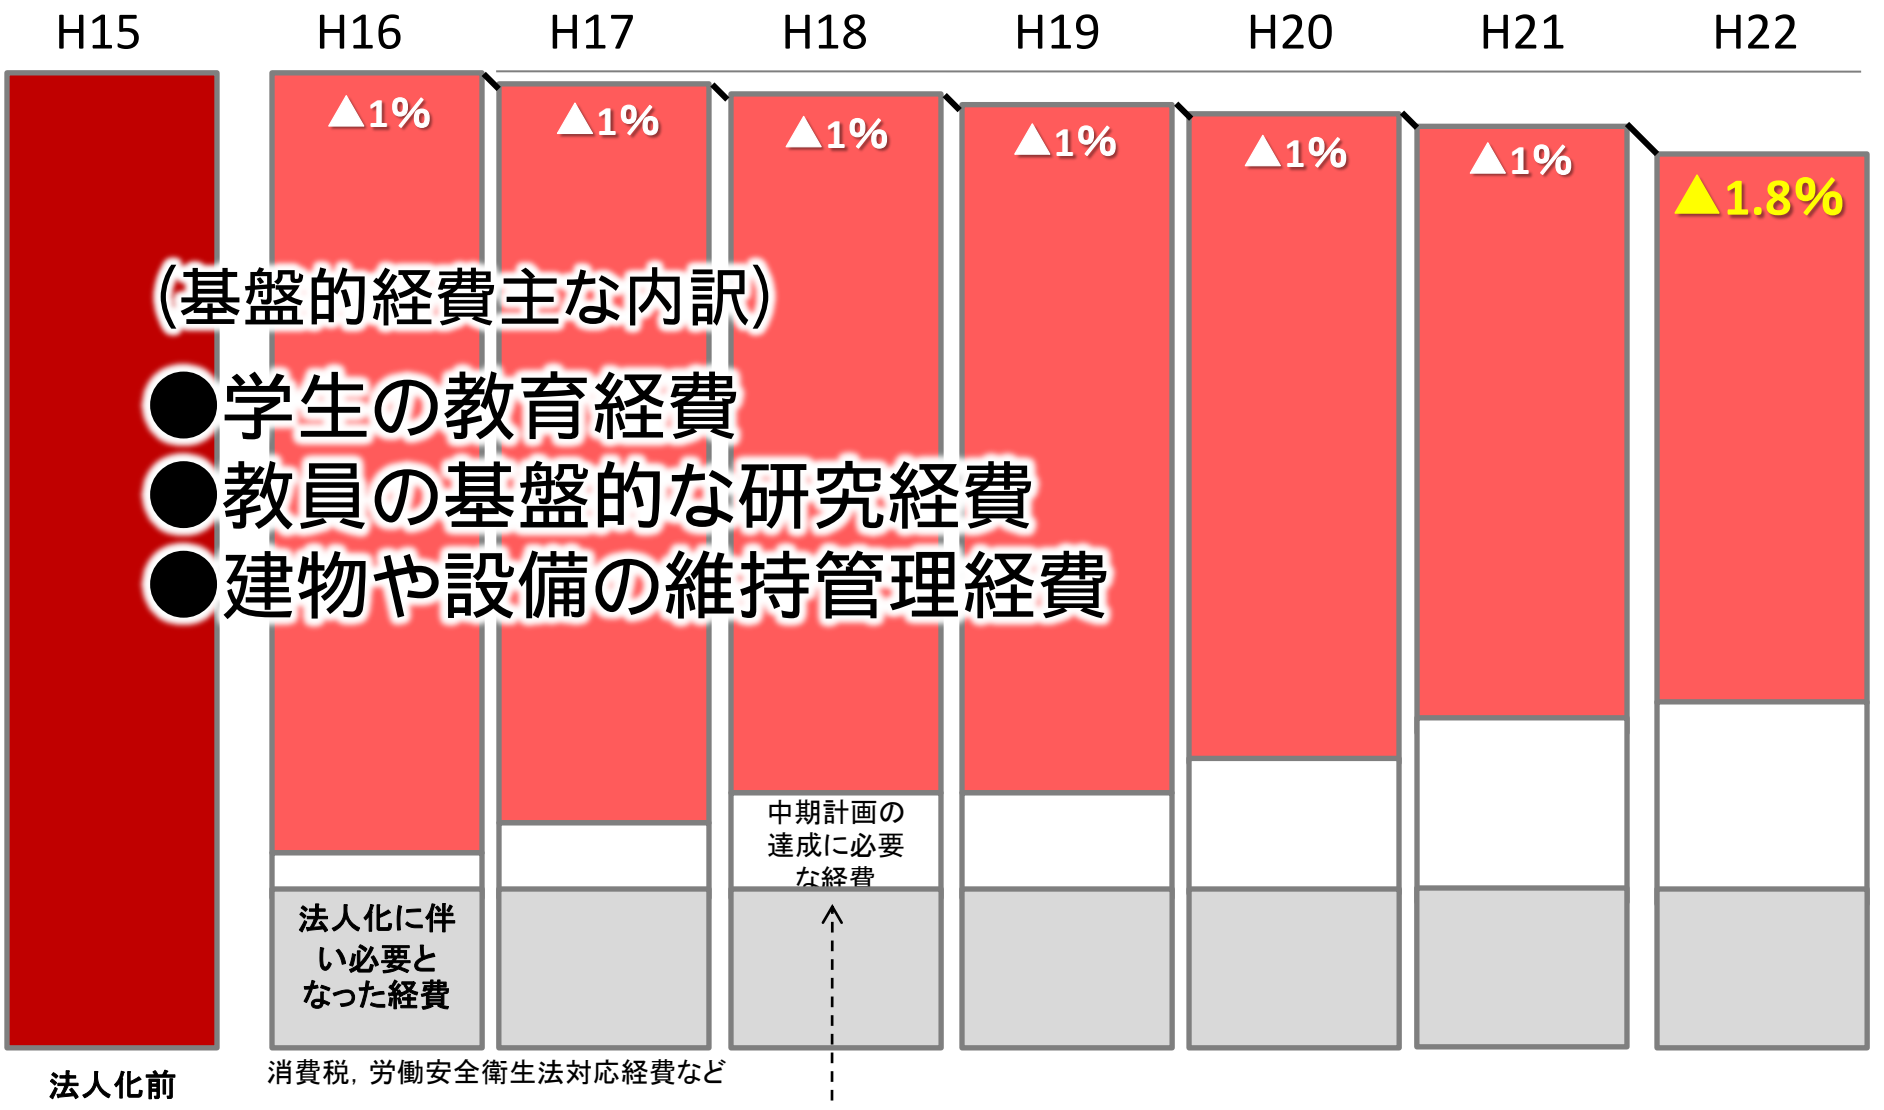 H15 H16 H17 H18 H19 H20 H21 H22
▲1% ▲1% ▲1% ▲1% ▲1% ▲1% ▲1.8%
(基盤的経費主な内訳)
●学生の教育経費
●教員の基盤的な研究経費
●建物や設備の維持管理経費
中期計画の
達成に必要
な経費
法人化に伴
い必要と
なった経費
消費税，労働安全衛生法対応経費など
法人化前